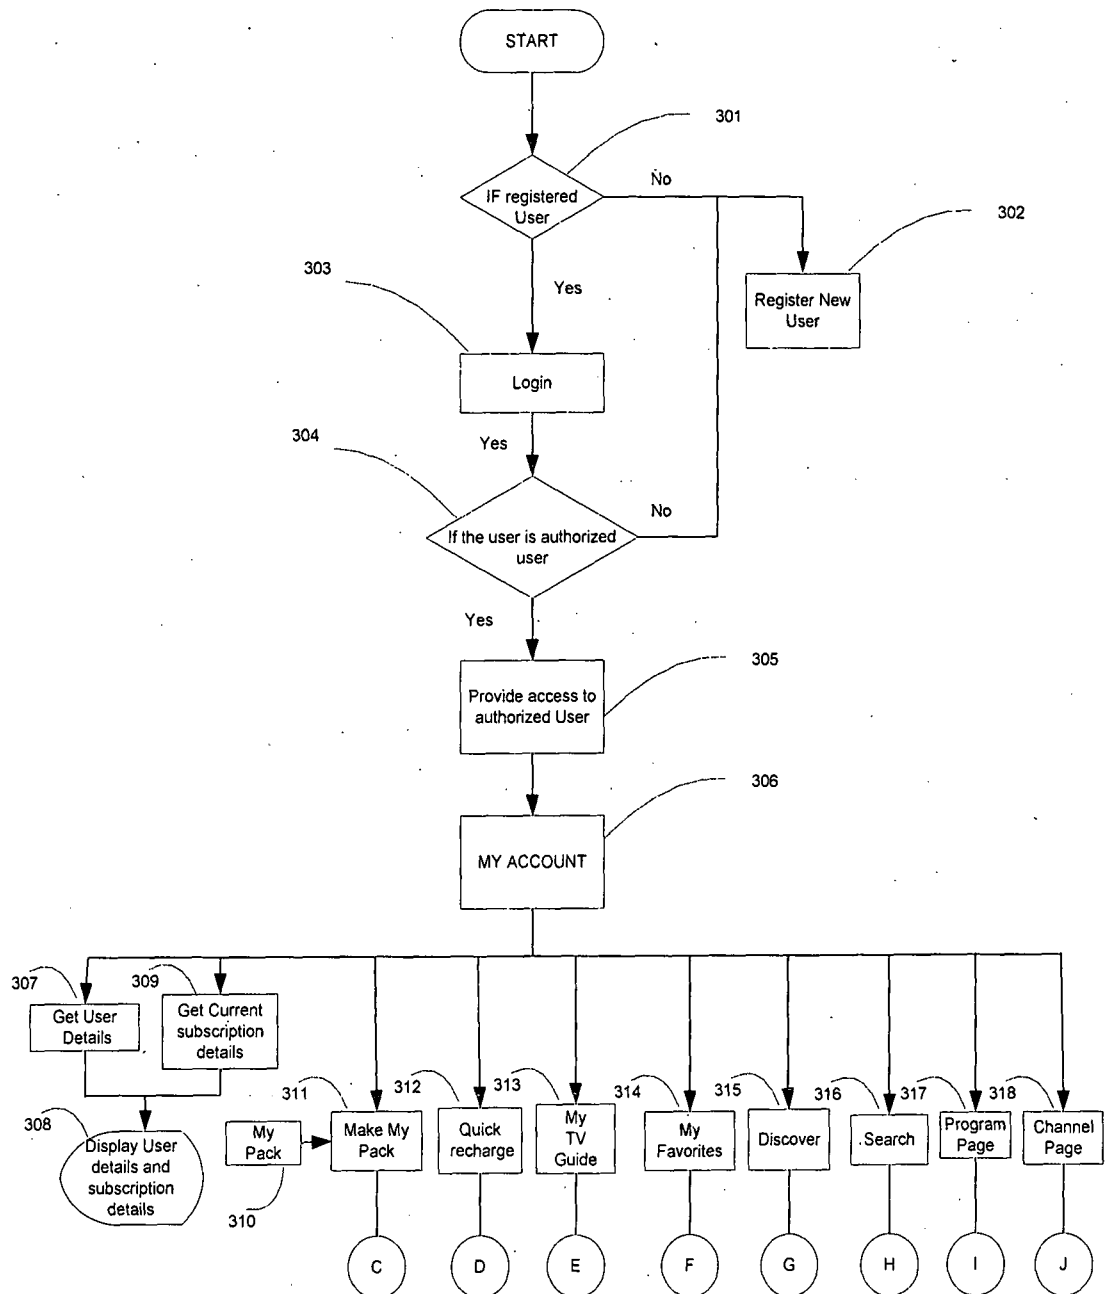 START
301
IF registered
User
No
302
Register New
User
303
Yes
Login
304
Yes
If the user is authorized
user
No
Yes
305
Provide access to
authorized User
306
MY ACCOUNT
307
Get User
Details
309
Get Current
subscription
details
308
Display User
details and
subscription
details
My
Pack
310
311
Make My
Pack
312
Quick
recharge
313
My
TV
Guide
314
My
Favorites
315
Discover
316
Search
317
Program
Page
318
Channel
Page
C
D
E
F
G
H
I
J